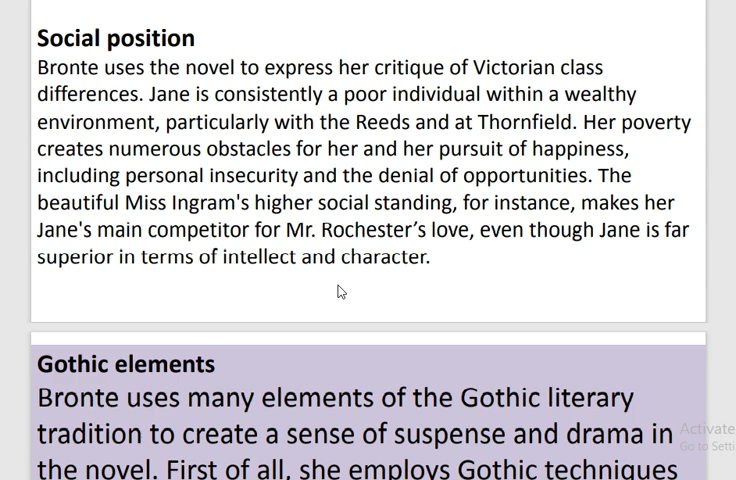 Social position
Bronte uses the novel to express her critique of Victorian class
differences. Jane is consistently a poor individual within a wealthy
environment, particularly with the Reeds and at Thornfield. Her poverty
creates numerous obstacles for her and her pursuit of happiness,
including personal insecurity and the denial of opportunities. The
beautiful Miss Ingram's higher social standing, for instance, makes her
Jane's main competitor for Mr. Rochester’s love, even though Jane is far
superior in terms of intellect and character.
Gothic elements
Bronte uses many elements of the Gothic literary
tradition to create a sense of suspense and drama in
the novel. First of all, she employs Gothic techniques
Activate
Go to Setti